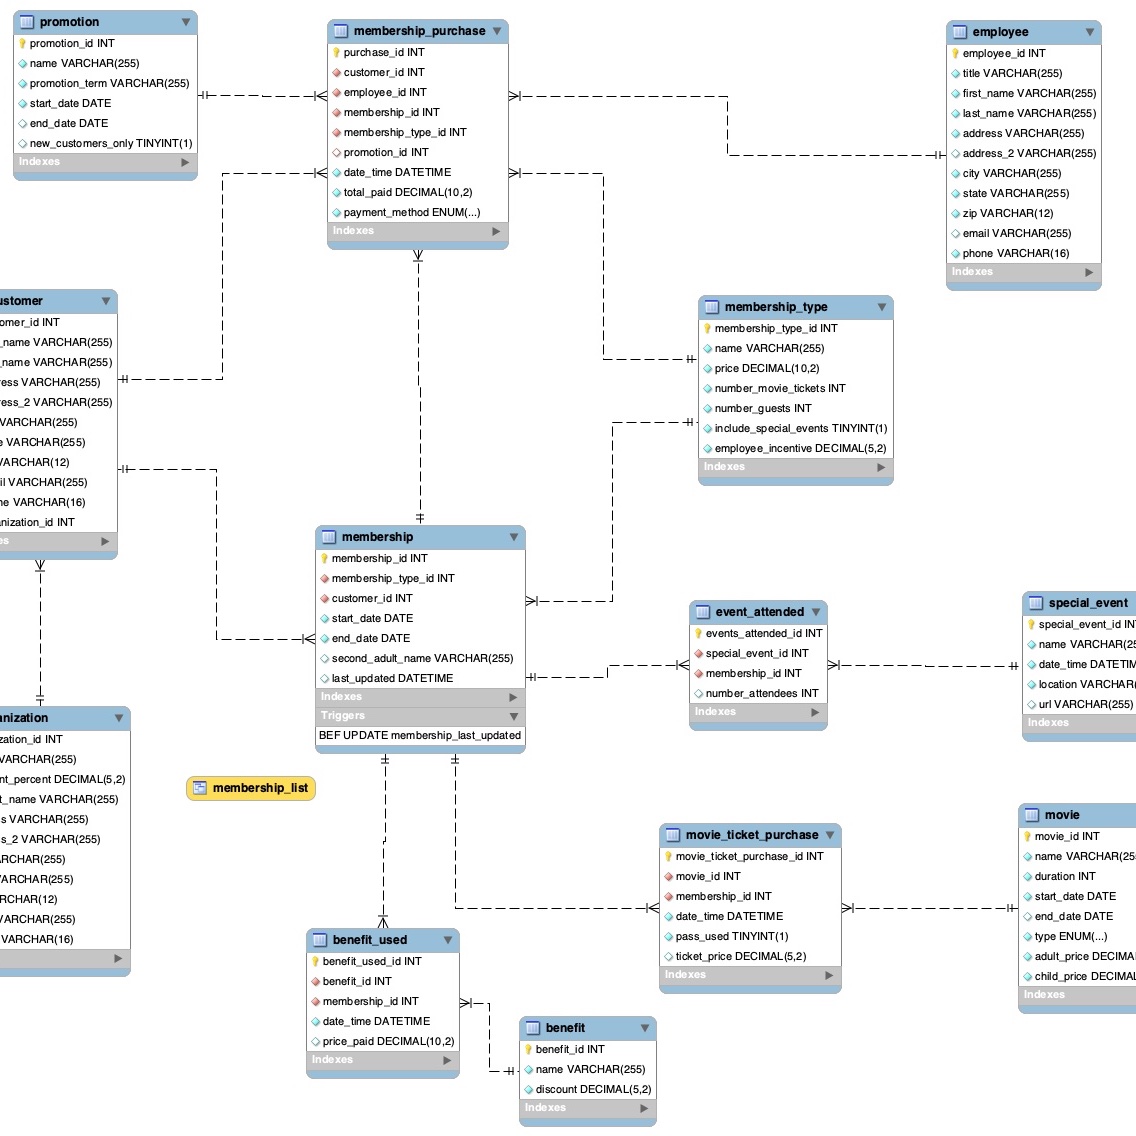 promotion
promotion_id INT
name VARCHAR(255)
promotion_term VARCHAR(255)
start_date DATE
end_date DATE
new_customers_only TINYINT(1)
Indexes
membership_purchase
purchase_id INT
customer_id INT
employee_id INT
membership_id INT
membership_type_id INT
promotion_id INT
date_time DATETIME
total_paid DECIMAL(10,2)
payment_method ENUM(...)
Indexes
employee
employee_id INT
title VARCHAR(255)
first_name VARCHAR(255)
last_name VARCHAR(255)
address VARCHAR(255)
address_2 VARCHAR(255)
city VARCHAR(255)
state VARCHAR(255)
zip VARCHAR(12)
email VARCHAR(255)
phone VARCHAR(16)
Indexes
ustomer
omer_id INT
_name VARCHAR(255)
_name VARCHAR(255)
ress VARCHAR(255)
ress_2 VARCHAR(255)
VARCHAR(255)
e VARCHAR(255)
VARCHAR(12)
il VARCHAR(255)
ne VARCHAR(16)
anization_id INT
es
membership_type
membership_type_id INT
name VARCHAR(255)
price DECIMAL(10,2)
number_movie_tickets INT
number_guests INT
include_special_events TINYINT(1)
employee_incentive DECIMAL(5,2)
Indexes
membership
membership_id INT
membership_type_id INT
customer_id INT
start_date DATE
end_date DATE
second_adult_name VARCHAR(255)
last_updated DATETIME
Indexes
Triggers
BEF UPDATE membership_last_updated
event_attended
events_attended_id INT
special_event_id INT
membership_id INT
number_attendees INT
Indexes
special_event
special_event_id INT
name VARCHAR(25
date_time DATETIM
location VARCHAR(
url VARCHAR(255)
Indexes
anization
zation_id INT
VARCHAR(255)
nt_percent DECIMAL(5,2)
t_name VARCHAR(255)
s VARCHAR(255)
s_2 VARCHAR(255)
ARCHAR(255)
VARCHAR(255)
RCHAR(12)
VARCHAR(255)
VARCHAR(16)
membership_list
movie_ticket_purchase
movie_ticket_purchase_id INT
movie_id INT
membership_id INT
date_time DATETIME
pass_used TINYINT(1)
ticket_price DECIMAL(5,2)
Indexes
movie
movie_id INT
name VARCHAR(255
duration INT
start_date DATE
end_date DATE
type ENUM(...)
adult_price DECIMA
child_price DECIMAL
Indexes
benefit_used
benefit_used_id INT
benefit_id INT
membership_id INT
date_time DATETIME
price_paid DECIMAL(10,2)
Indexes
benefit
benefit_id INT
name VARCHAR(255)
discount DECIMAL(5,2)
Indexes